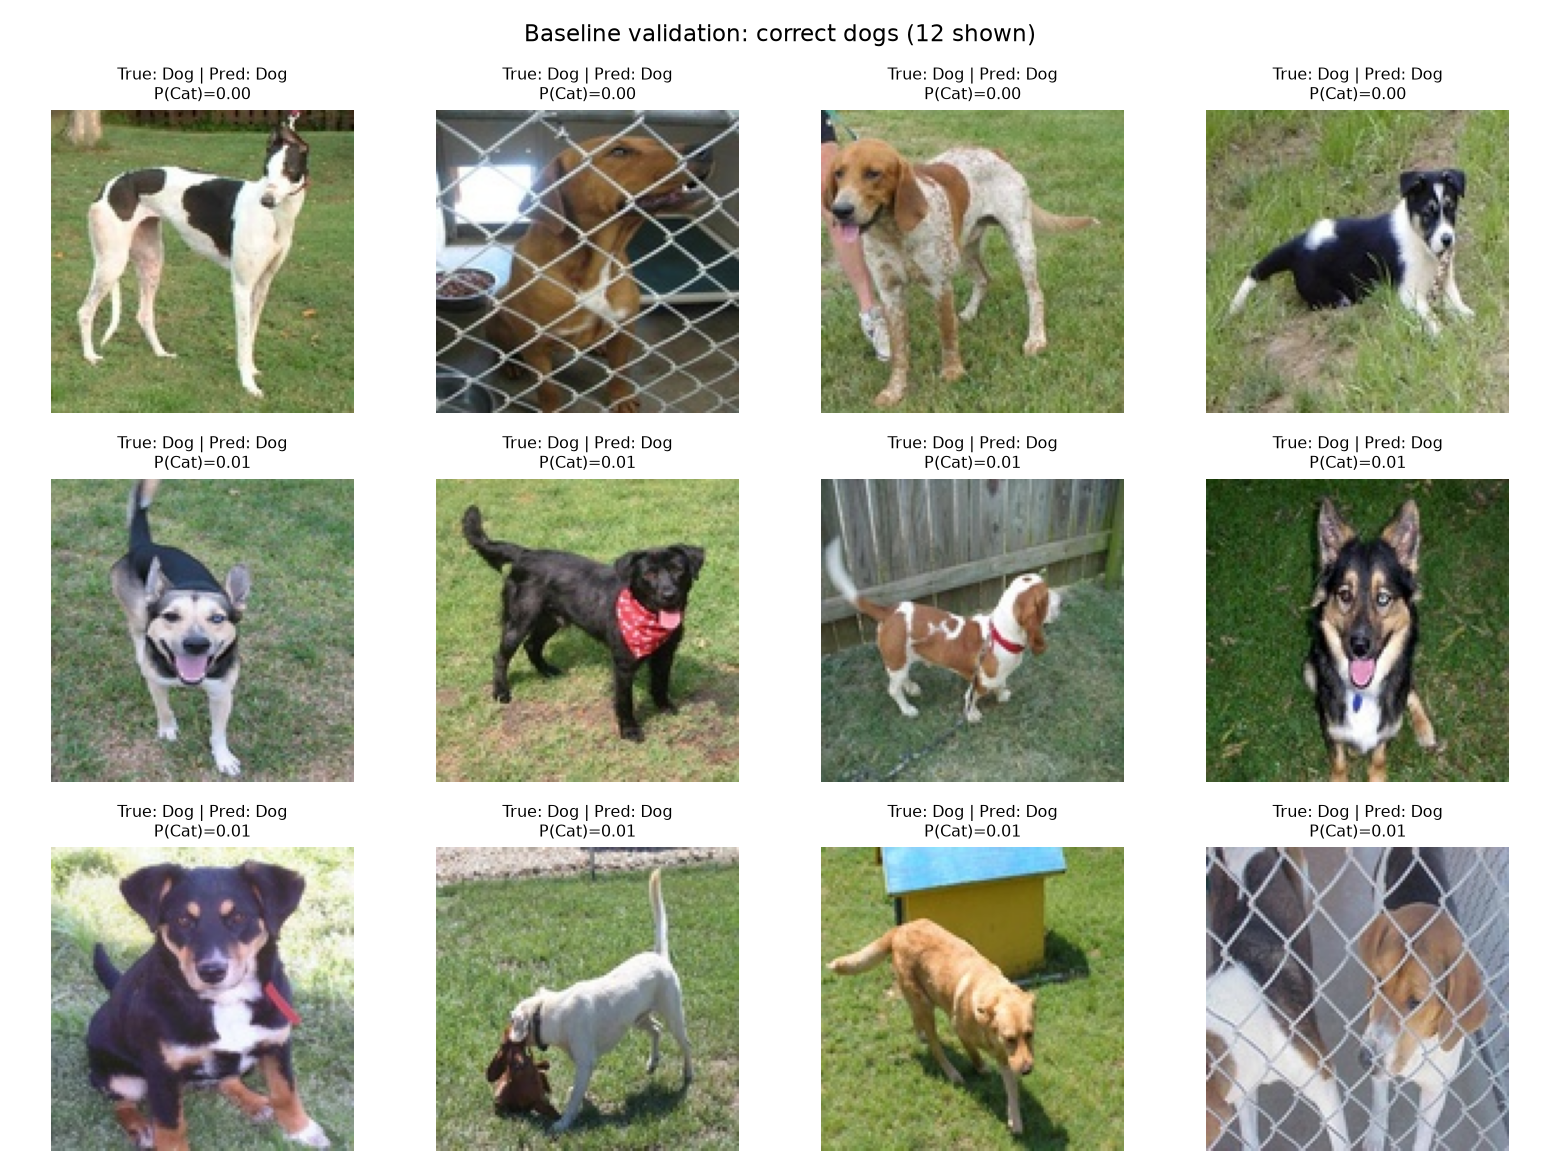 Baseline validation: correct dogs (12 shown)
True: Dog | Pred: Dog
P(Cat)=0.00
True: Dog | Pred: Dog
P(Cat)=0.00
True: Dog | Pred: Dog
P(Cat)=0.00
True: Dog | Pred: Dog
P(Cat)=0.00
True: Dog | Pred: Dog
P(Cat)=0.01
True: Dog | Pred: Dog
P(Cat)=0.01
True: Dog | Pred: Dog
P(Cat)=0.01
True: Dog | Pred: Dog
P(Cat)=0.01
True: Dog | Pred: Dog
P(Cat)=0.01
True: Dog | Pred: Dog
P(Cat)=0.01
True: Dog | Pred: Dog
P(Cat)=0.01
True: Dog | Pred: Dog
P(Cat)=0.01